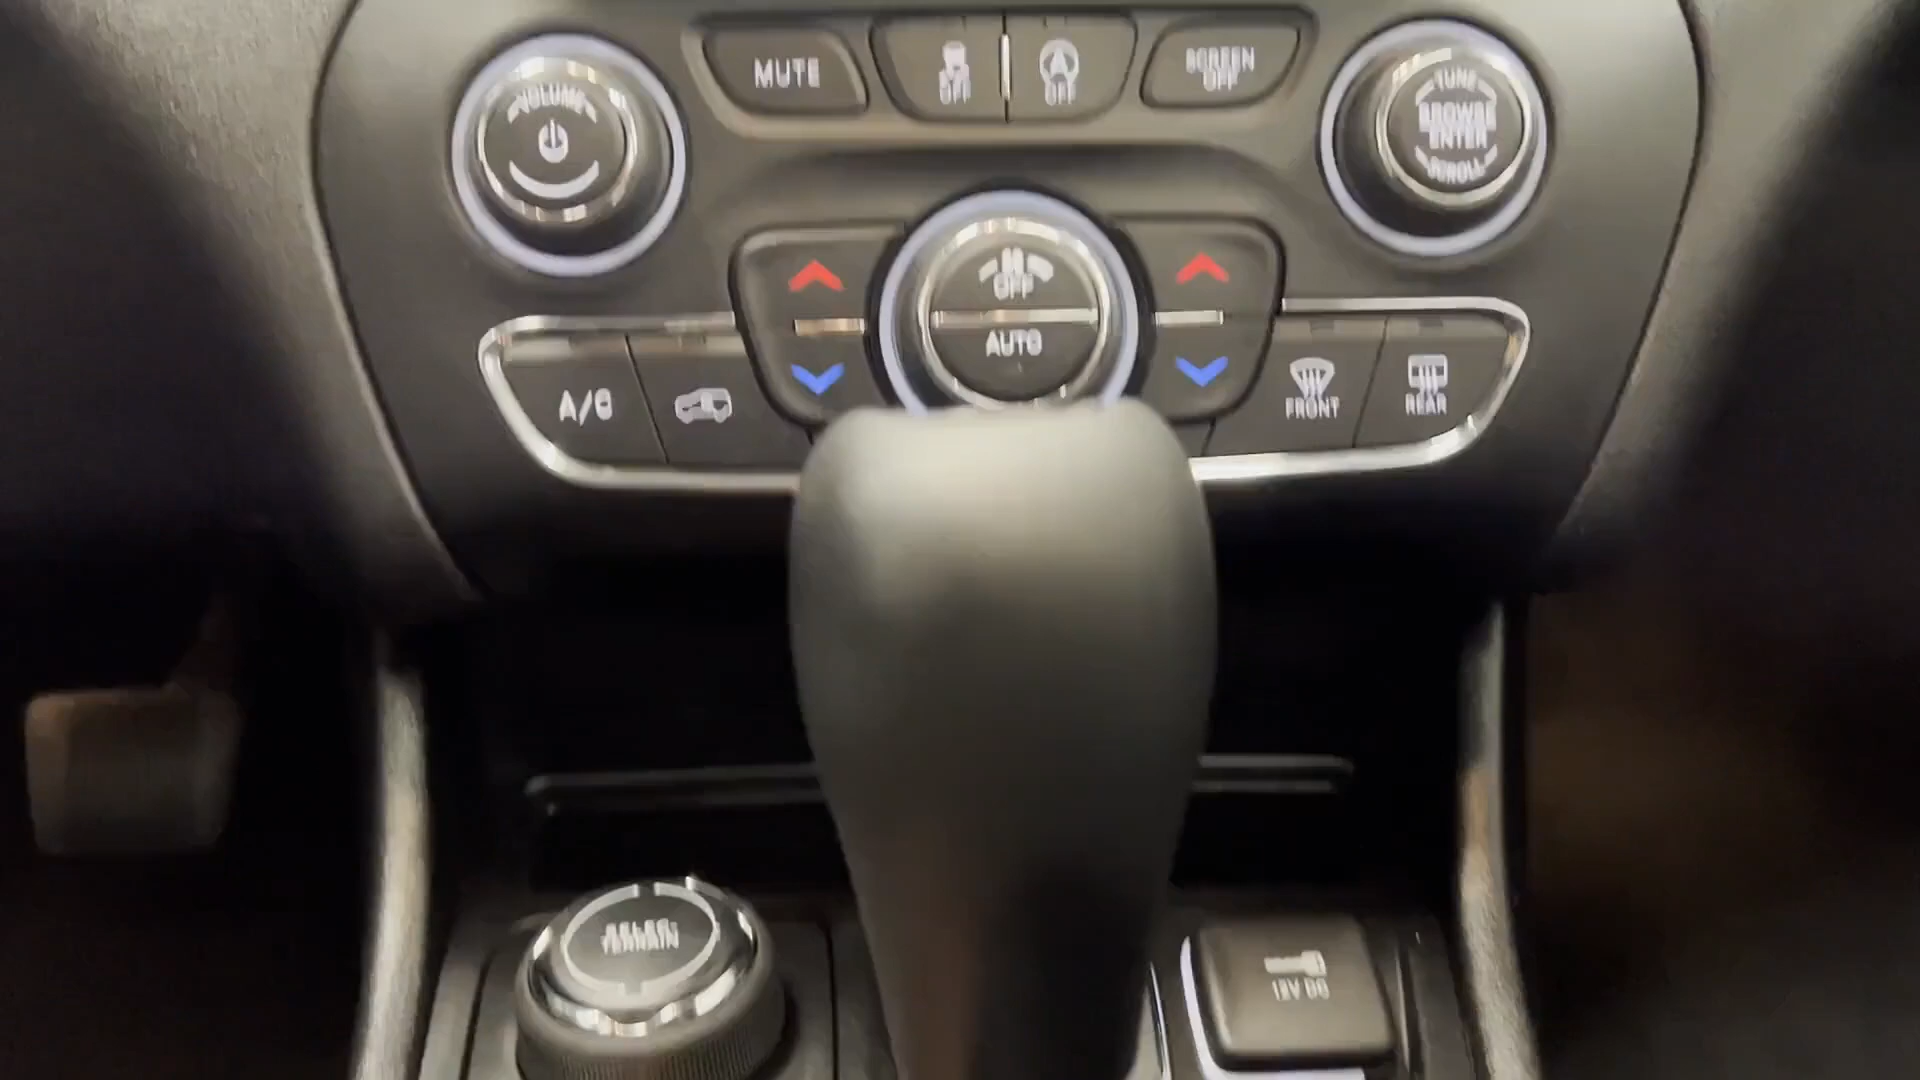 VOLUME
MUTE
OFF
OFF
SCREEN
OFF
TUNE
BROWSE
ENTER
SCROLL
OFF
AUTO
A/C
FRONT
REAR
SELEC-
TERRAIN
12V DC